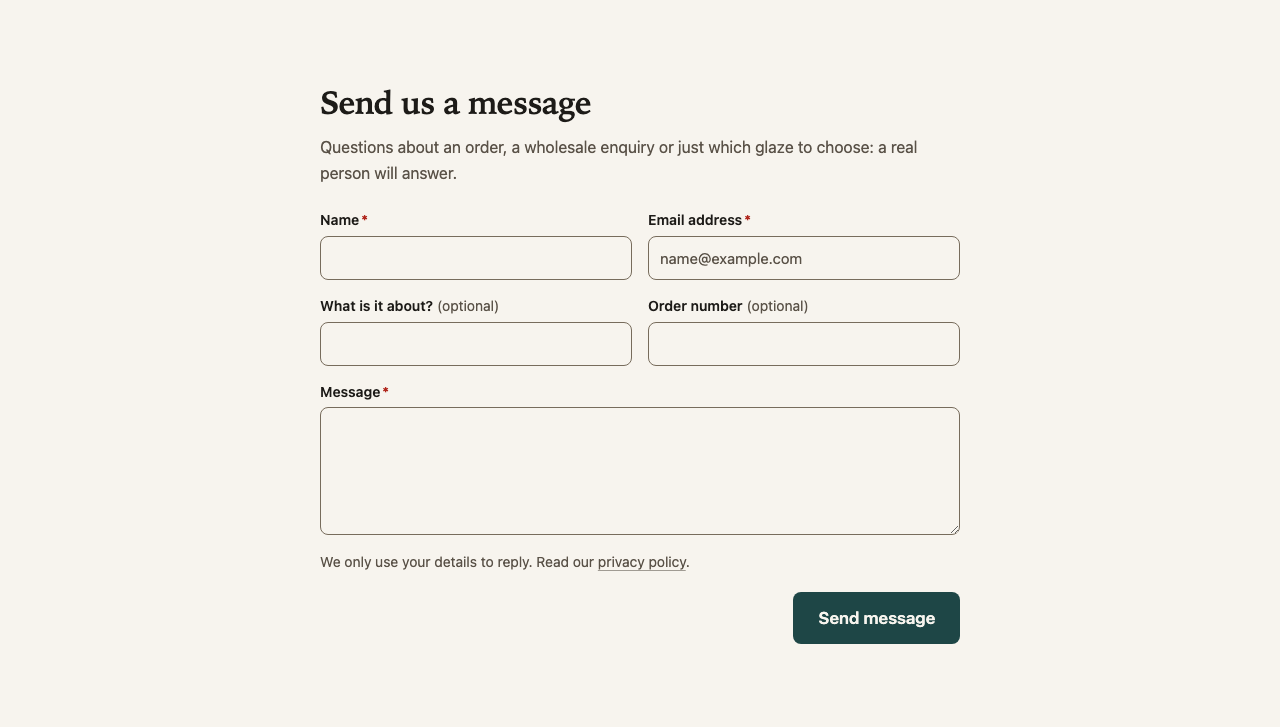 Send us a message
Questions about an order, a wholesale enquiry or just which glaze to choose: a real
person will answer.
Name*
Email address*
name@example.com
What is it about? (optional)
Order number (optional)
Message*
We only use your details to reply. Read our privacy policy.
Send message